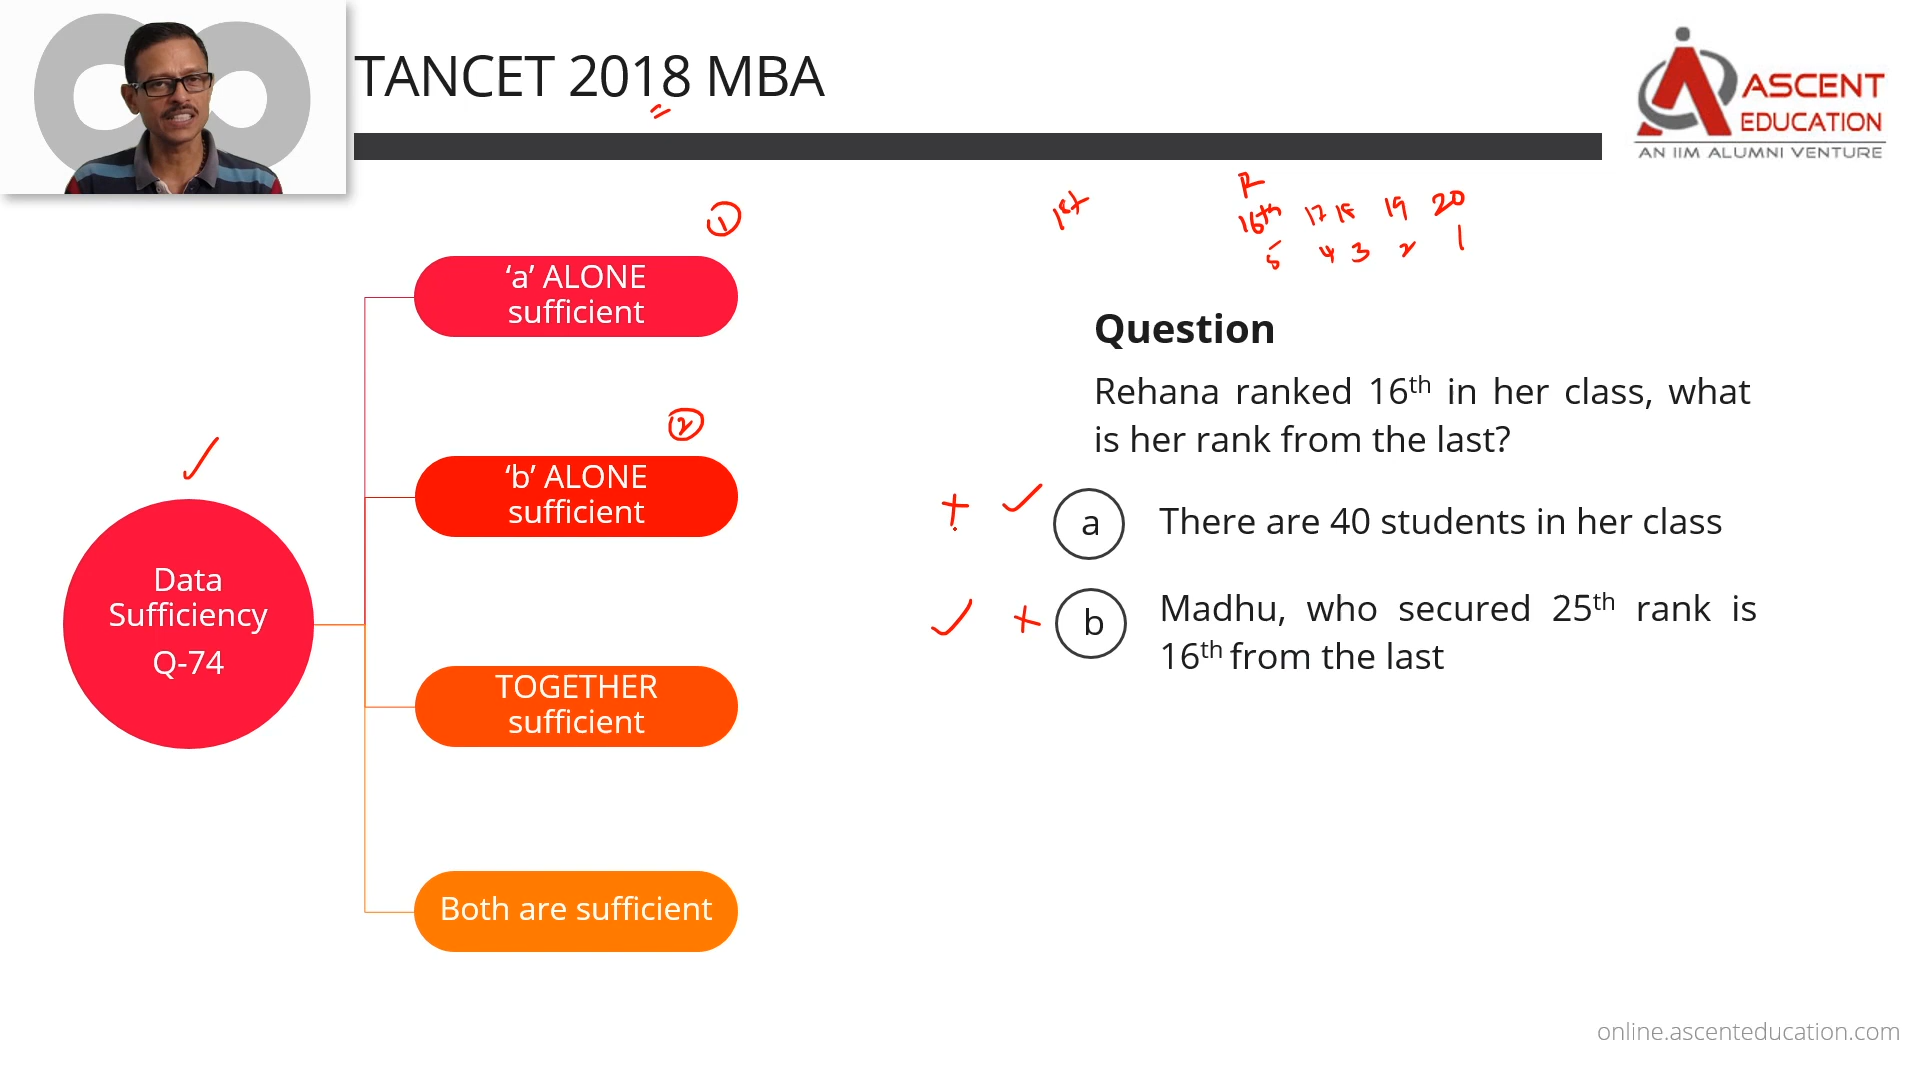 TANCET 2018 MBA
ASCENT
EDUCATION
AN IIM ALUMNI VENTURE
1st
R
16th 17 18 19 20
5 4 3 2 1
1
'a' ALONE
sufficient
2
'b' ALONE
sufficient
TOGETHER
sufficient
Both are sufficient
Data
Sufficiency
Q-74
Question
Rehana ranked 16th in her class, what
is her rank from the last?
a There are 40 students in her class
b Madhu, who secured 25th rank is
16th from the last
online.ascenteducation.com